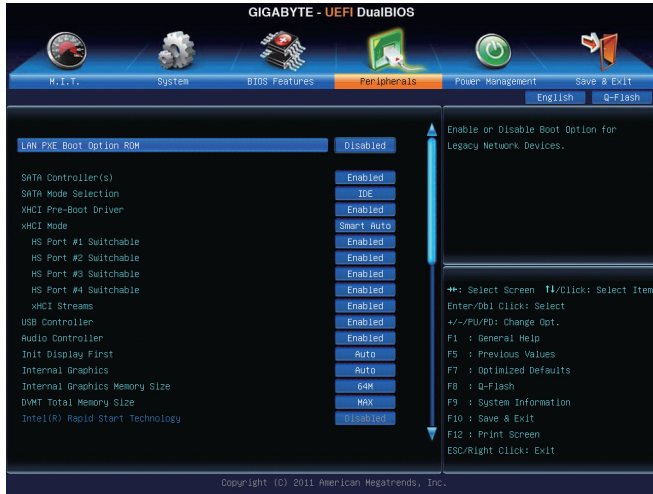 GIGABYTE - UEFI DualBIOS
M.I.T. System BIOS Features Peripherals Power Management Save & Exit
English Q-Flash
LAN PXE Boot Option ROM Disabled
SATA Controller(s) Enabled
SATA Mode Selection IDE
XHCI Pre-Boot Driver Enabled
xHCI Mode Smart Auto
HS Port #1 Switchable Enabled
HS Port #2 Switchable Enabled
HS Port #3 Switchable Enabled
HS Port #4 Switchable Enabled
xHCI Streams Enabled
USB Controller Enabled
Audio Controller Enabled
Init Display First Auto
Internal Graphics Auto
Internal Graphics Memory Size 64M
DVMT Total Memory Size MAX
Intel(R) Rapid Start Technology Disabled
Enable or Disable Boot Option for
Legacy Network Devices.
→←: Select Screen ↑↓/Click: Select Item
Enter/Dbl Click: Select
+/-/PU/PD: Change Opt.
F1 : General Help
F5 : Previous Values
F7 : Optimized Defaults
F8 : Q-Flash
F9 : System Information
F10 : Save & Exit
F12 : Print Screen
ESC/Right Click: Exit
Copyright (C) 2011 American Megatrends, Inc.